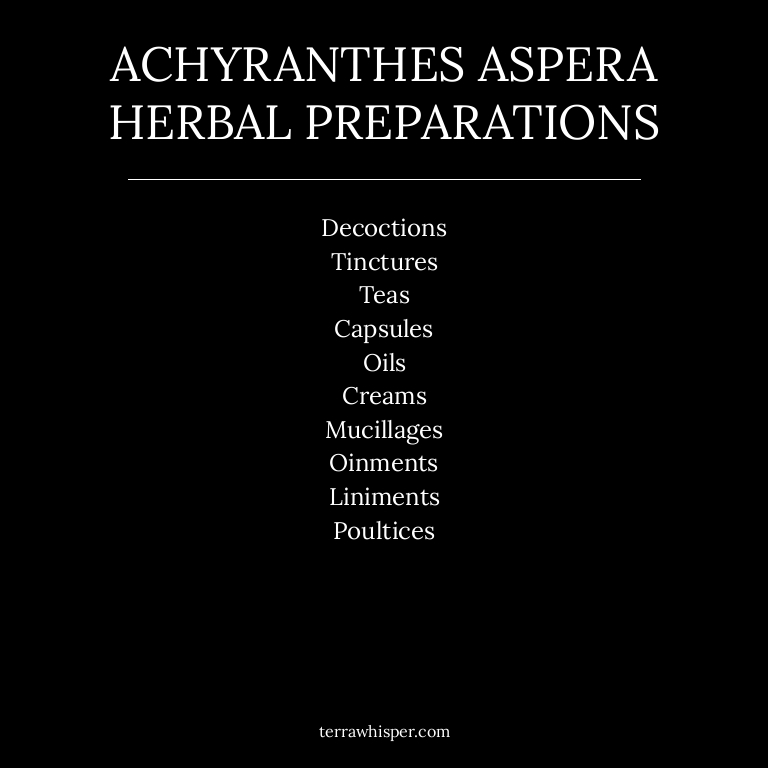 ACHYRANTHES ASPERA
HERBAL PREPARATIONS
Decoctions
Tinctures
Teas
Capsules
Oils
Creams
Mucillages
Oinments
Liniments
Poultices
terrawhisper.com